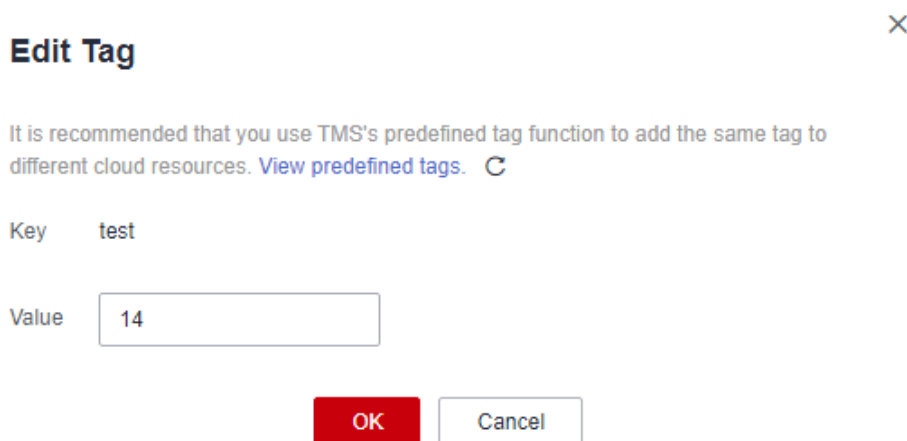 Edit Tag
It is recommended that you use TMS's predefined tag function to add the same tag to
different cloud resources. View predefined tags.
Key test
Value 14
OK Cancel